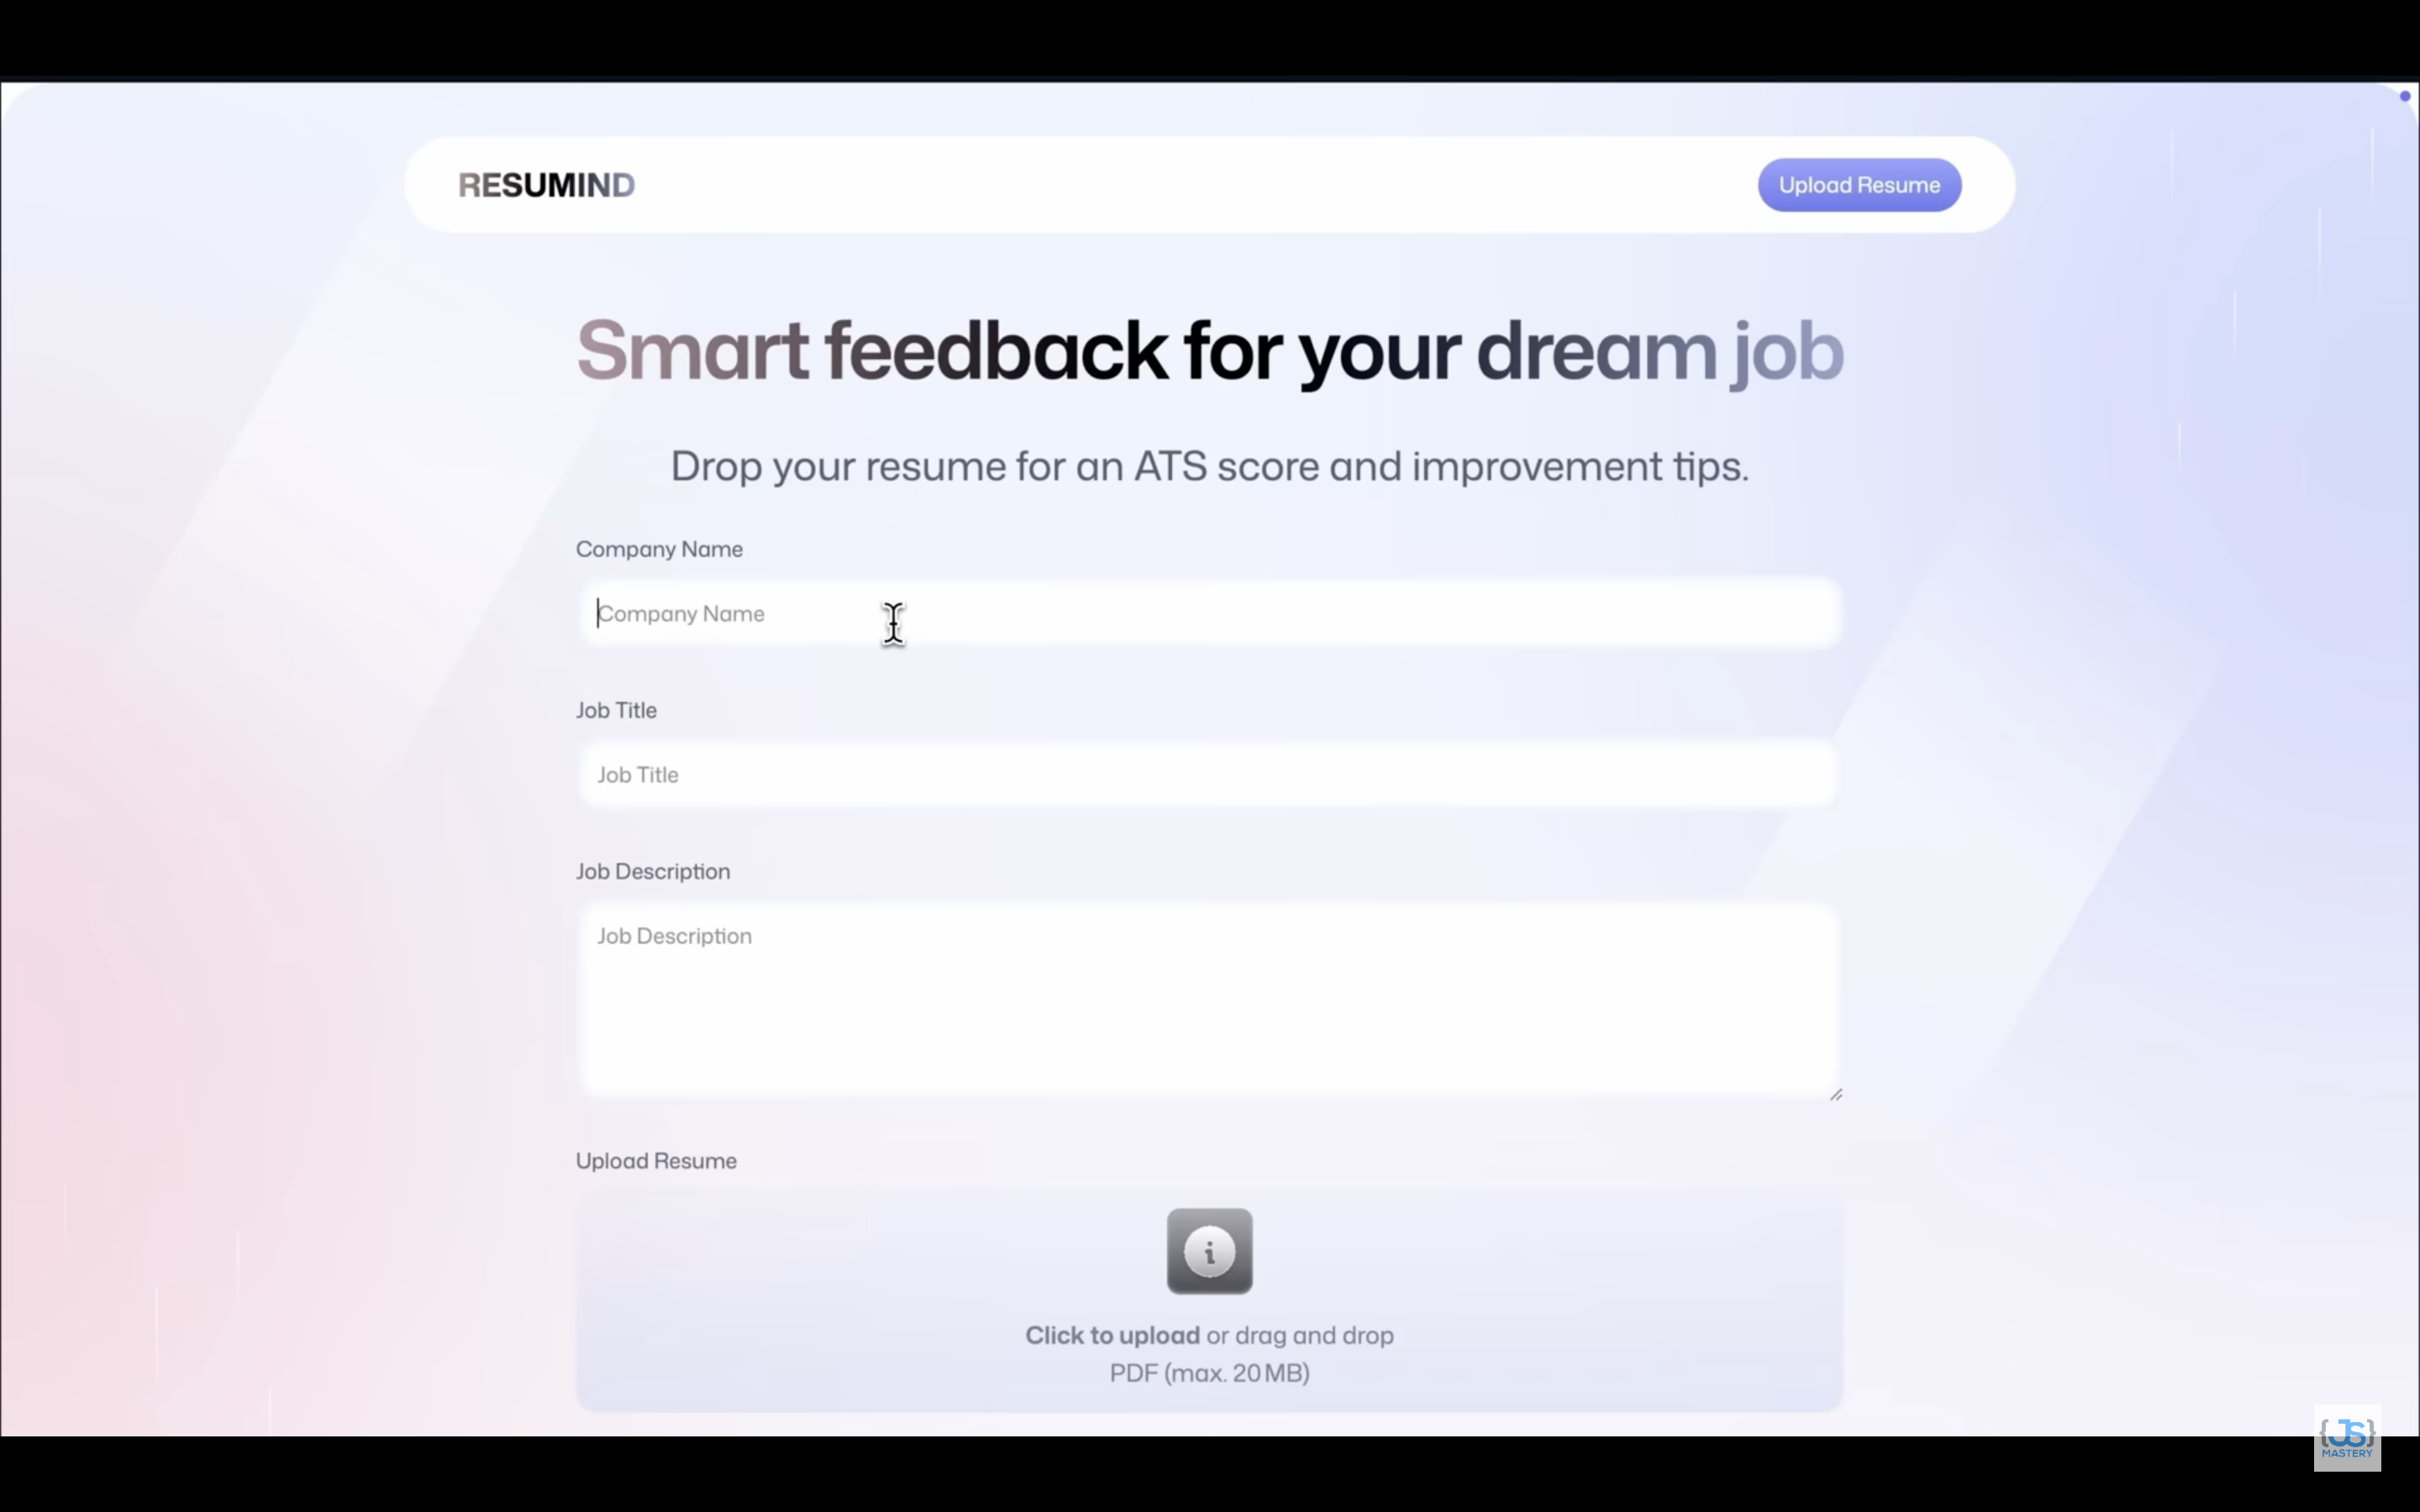 RESUMIND
Upload Resume
Smart feedback for your dream job
Drop your resume for an ATS score and improvement tips.
Company Name
Company Name
Job Title
Job Title
Job Description
Job Description
Upload Resume
i
Click to upload or drag and drop
PDF (max. 20 MB)
{JS}
MASTERY